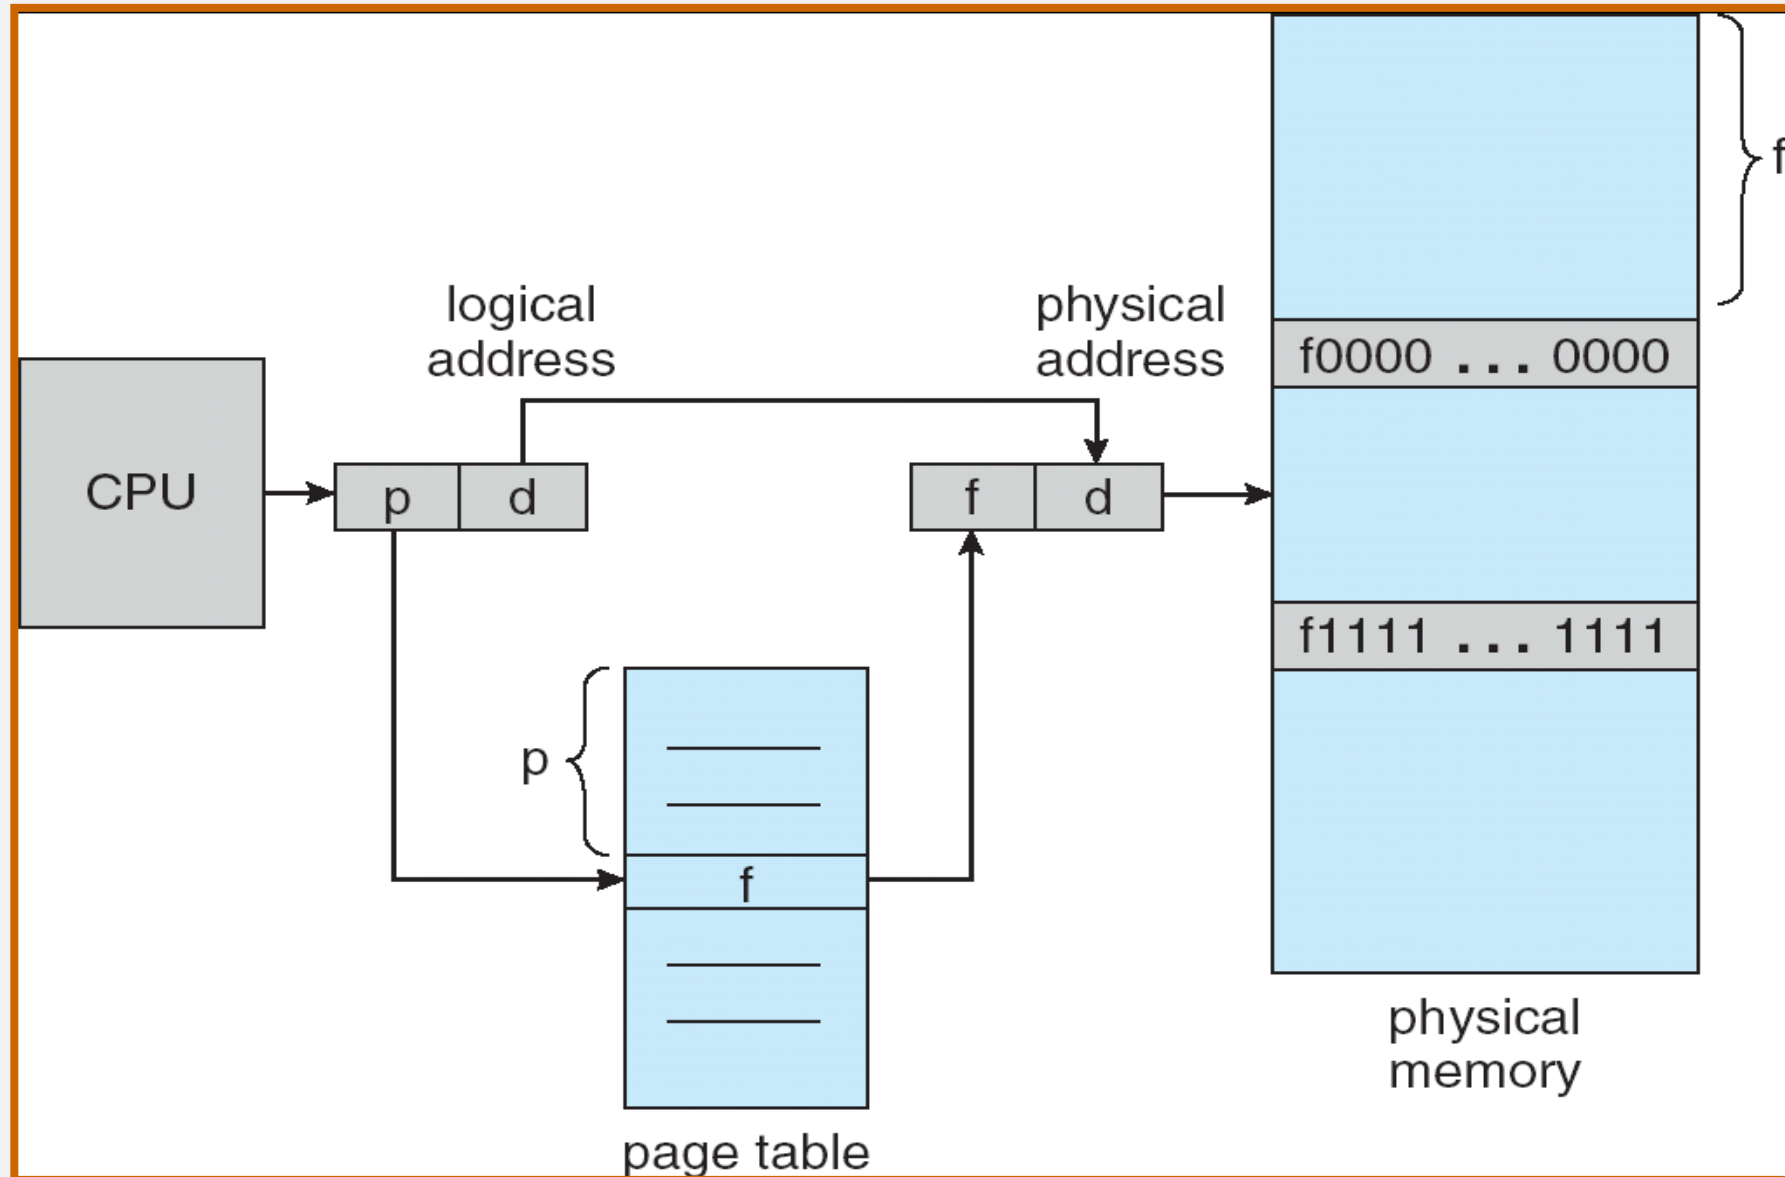 f
logical
address
physical
address
f0000 ... 0000
CPU
p
d
f
d
f1111 ... 1111
p
f
physical
memory
page table